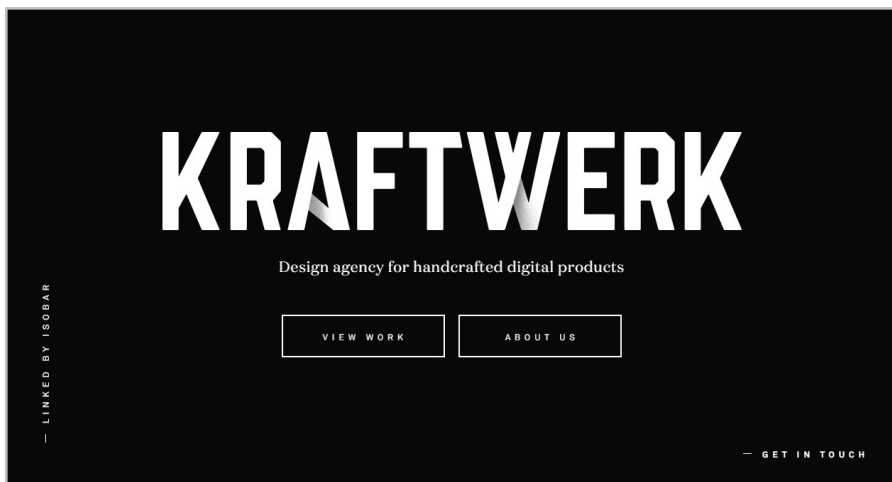 KRAFTWERK
Design agency for handcrafted digital products
VIEW WORK
ABOUT US
— LINKED BY ISOBAR
— GET IN TOUCH